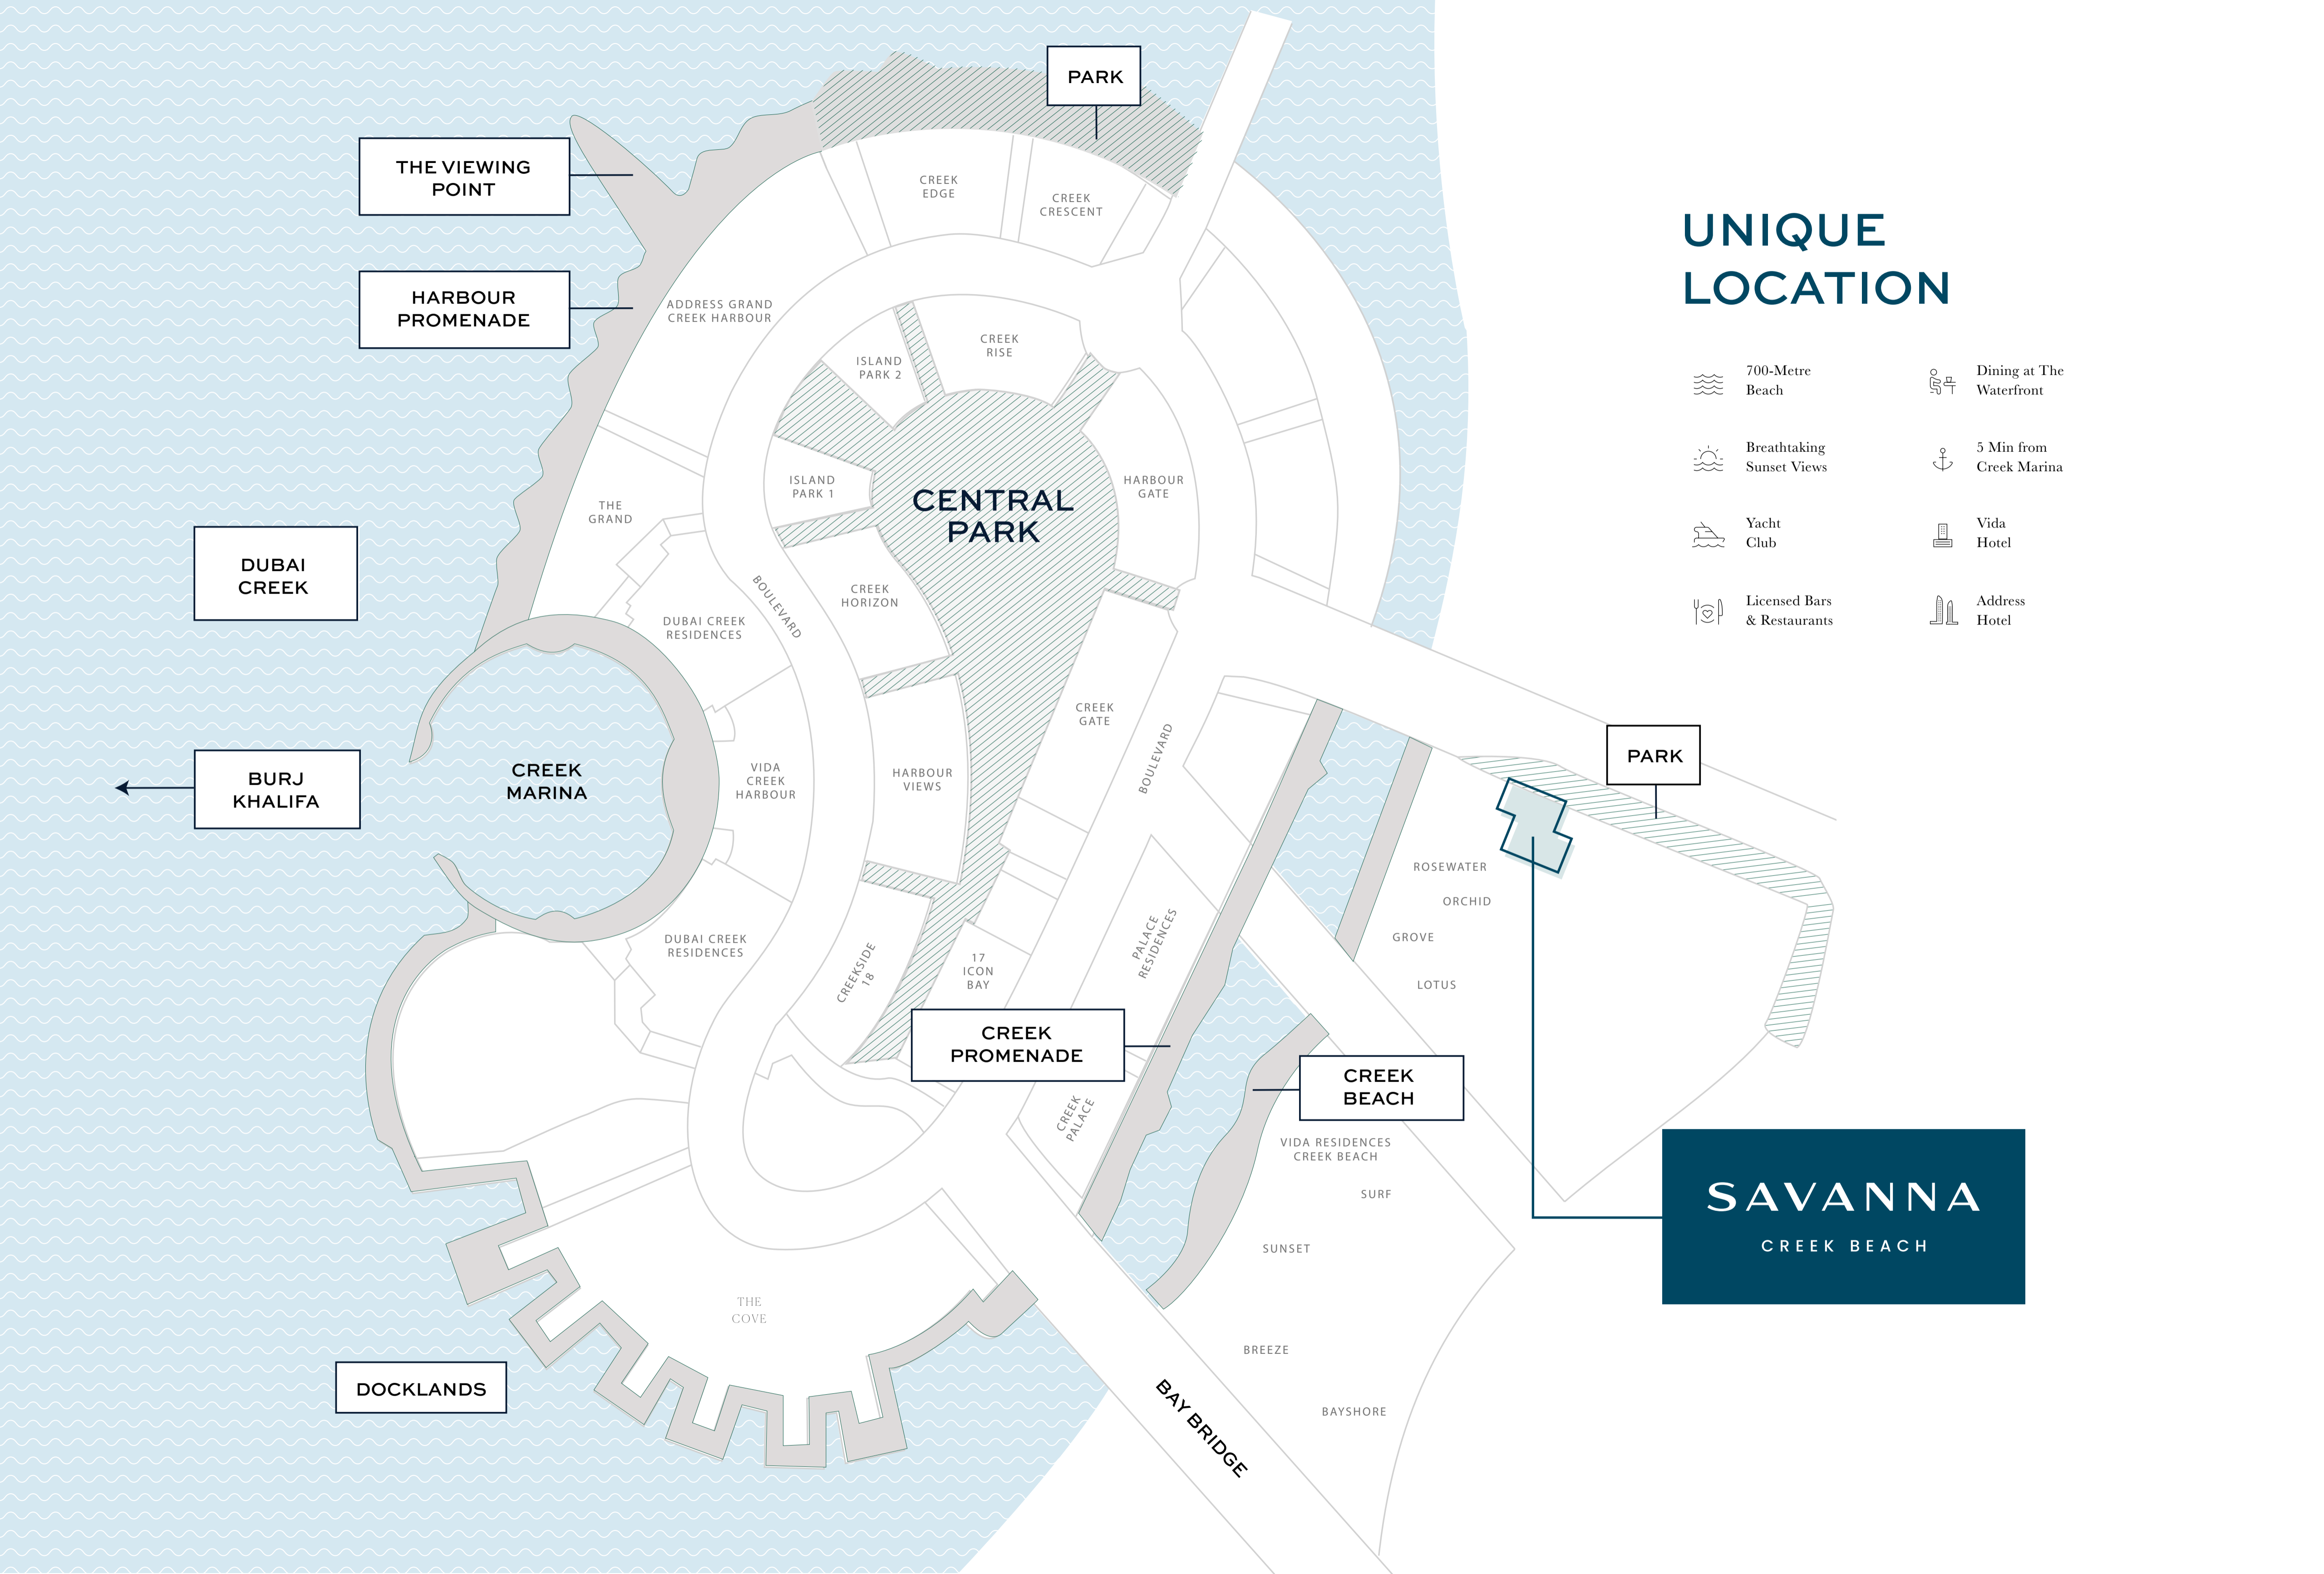 PARK
THE VIEWING
POINT
CREEK
EDGE
CREEK
CRESCENT
UNIQUE
LOCATION
HARBOUR
PROMENADE
ADDRESS GRAND
CREEK HARBOUR
CREEK
RISE
ISLAND
PARK 2
700-Metre
Beach
Dining at The
Waterfront
Breathtaking
Sunset Views
5 Min from
Creek Marina
Yacht
Club
Vida
Hotel
Licensed Bars
& Restaurants
Address
Hotel
ISLAND
PARK 1
HARBOUR
GATE
CENTRAL
PARK
THE
GRAND
DUBAI
CREEK
BOULEVARD
CREEK
HORIZON
DUBAI CREEK
RESIDENCES
CREEK
GATE
BOULEVARD
PARK
BURJ
KHALIFA
CREEK
MARINA
VIDA
CREEK
HARBOUR
HARBOUR
VIEWS
ROSEWATER
ORCHID
GROVE
LOTUS
DUBAI CREEK
RESIDENCES
CREEKSIDE
18
17
ICON
BAY
PALACE
RESIDENCES
CREEK
PROMENADE
CREEK
BEACH
CREEK
PALACE
VIDA RESIDENCES
CREEK BEACH
SURF
SUNSET
SAVANNA
CREEK BEACH
THE
COVE
BREEZE
DOCKLANDS
BAY BRIDGE
BAYSHORE